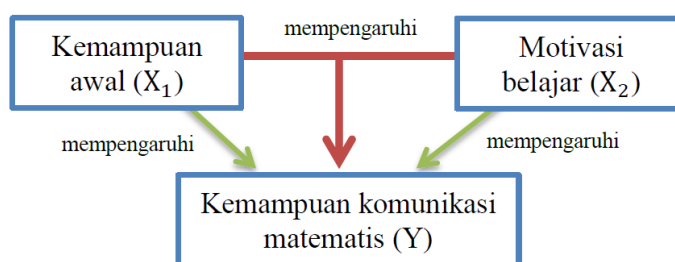 mempengaruhi
Kemampuan
awal (X₁)
Motivasi
belajar (X₂)
mempengaruhi
mempengaruhi
Kemampuan komunikasi
matematis (Y)